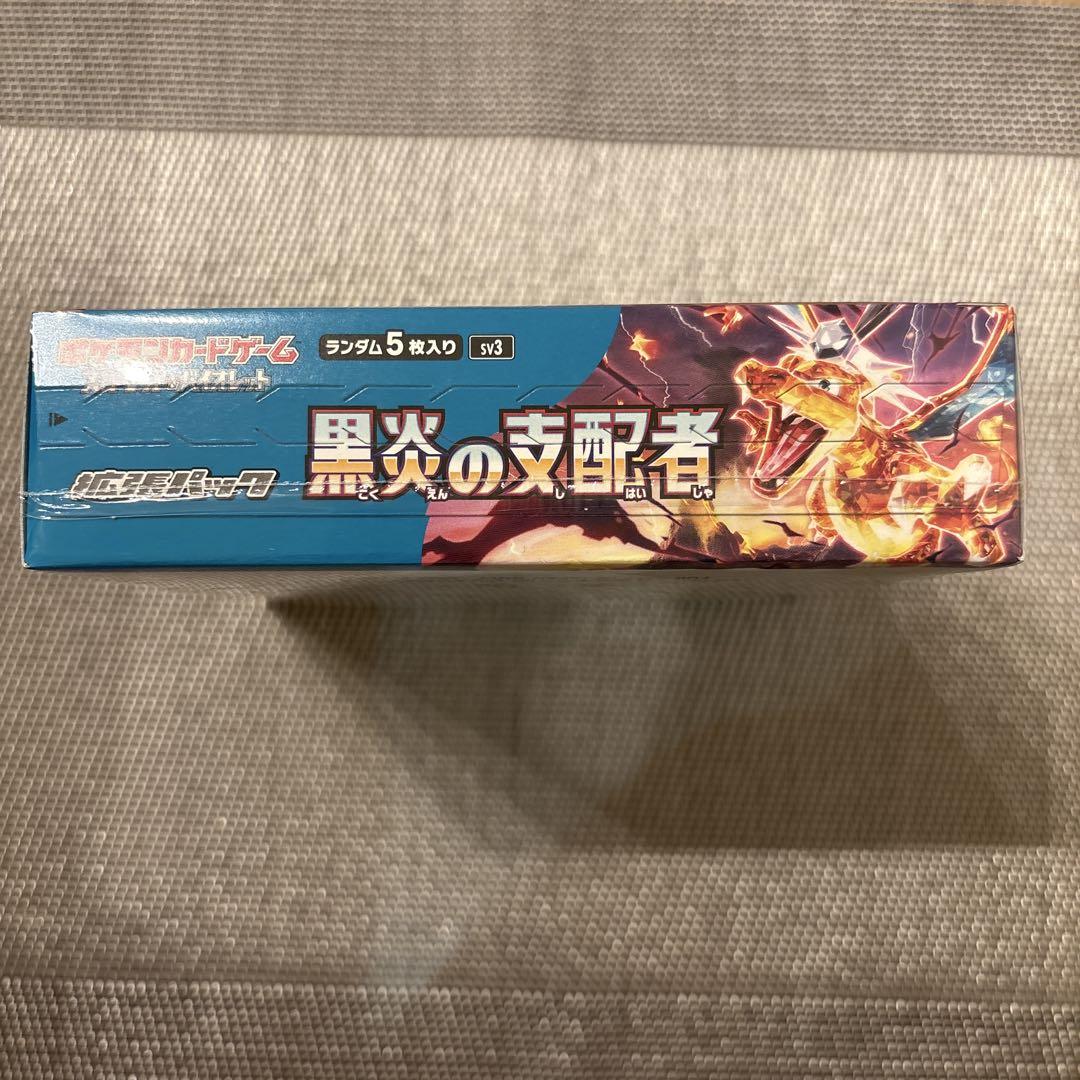 ポケモンカードゲーム
ランダム5枚入り
SV3
拡張パック
黒炎の支配者
こくえんのしはいしゃ